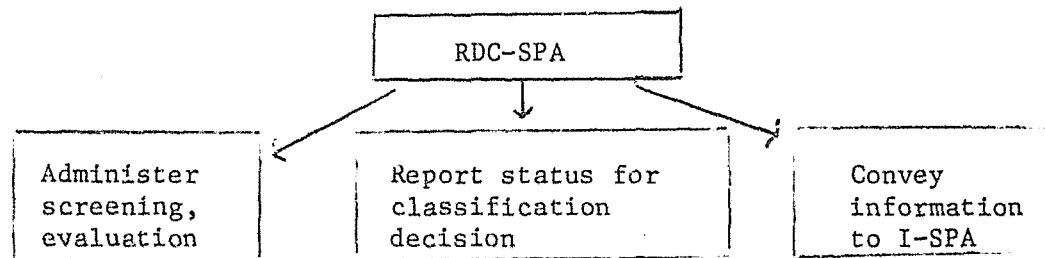 RDC-SPA
Administer
screening,
evaluation
Report status for
classification
decision
Convey
information
to I-SPA